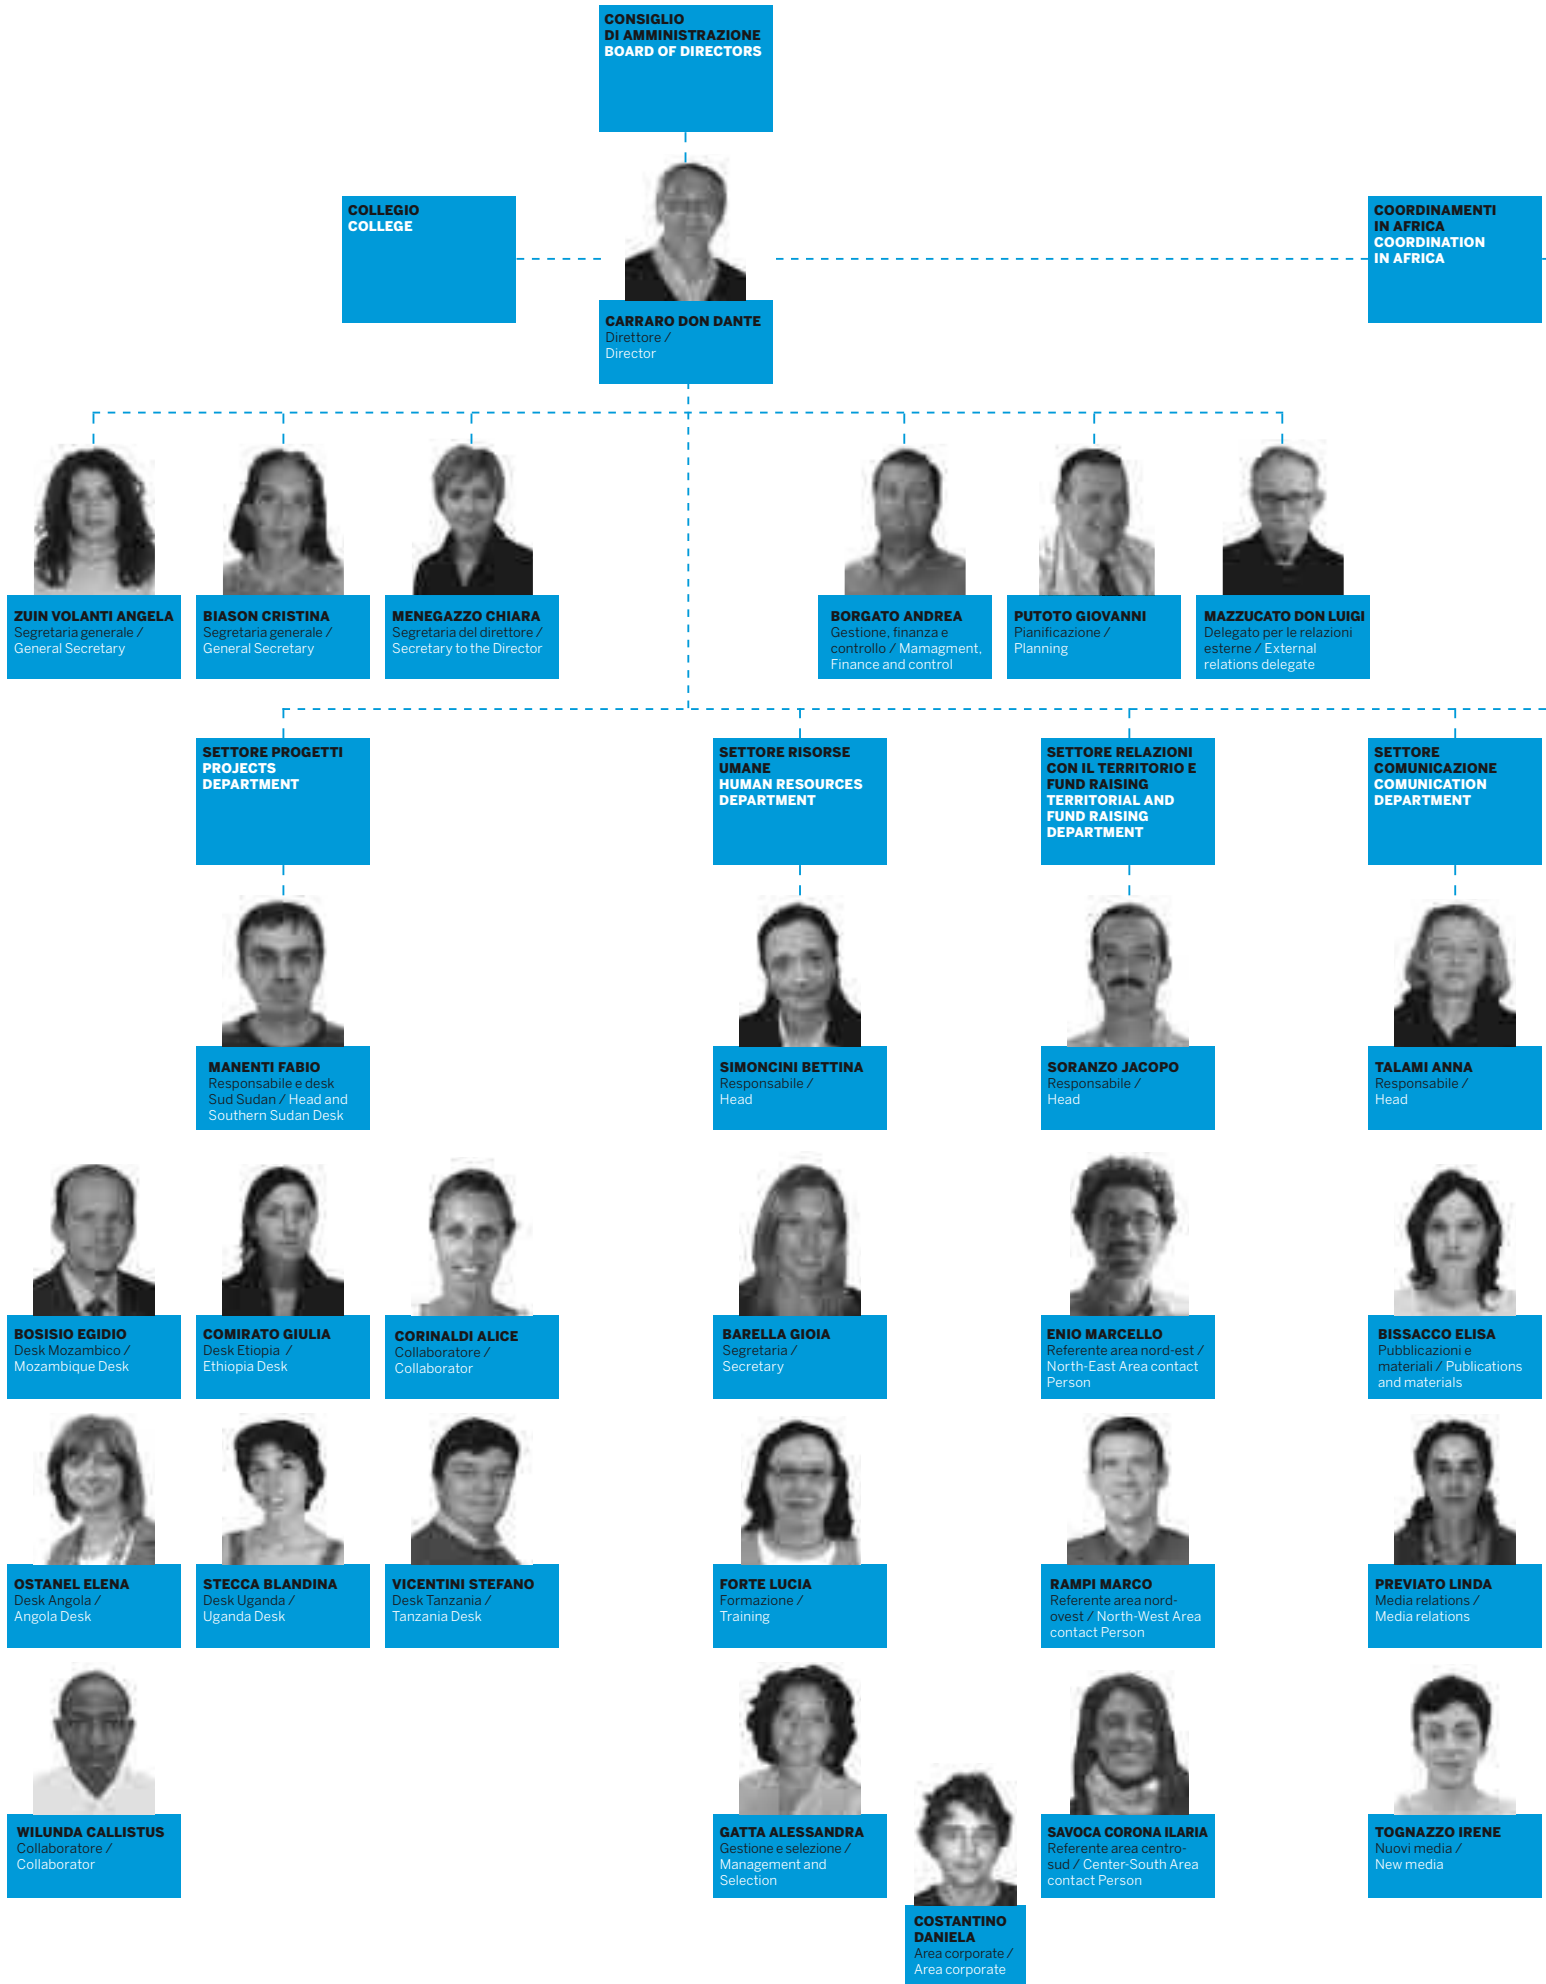 CONSIGLIO
DI AMMINISTRAZIONE
BOARD OF DIRECTORS
COLLEGIO
COLLEGE
COORDINAMENTI
IN AFRICA
COORDINATION
IN AFRICA
CARRARO DON DANTE
Direttore /
Director
ZUIN VOLANTI ANGELA
Segretaria generale /
General Secretary
BIASON CRISTINA
Segretaria generale /
General Secretary
MENEGAZZO CHIARA
Segretaria del direttore /
Secretary to the Director
BORGATO ANDREA
Gestione, finanza e
controllo / Mamagment,
Finance and control
PUTOTO GIOVANNI
Pianificazione /
Planning
MAZZUCATO DON LUIGI
Delegato per le relazioni
esterne / External
relations delegate
SETTORE PROGETTI
PROJECTS
DEPARTMENT
SETTORE RISORSE
UMANE
HUMAN RESOURCES
DEPARTMENT
SETTORE RELAZIONI
CON IL TERRITORIO E
FUND RAISING
TERRITORIAL AND
FUND RAISING
DEPARTMENT
SETTORE
COMUNICAZIONE
COMUNICATION
DEPARTMENT
MANENTI FABIO
Responsabile e desk
Sud Sudan / Head and
Southern Sudan Desk
SIMONCINI BETTINA
Responsabile /
Head
SORANZO JACOPO
Responsabile /
Head
TALAMI ANNA
Responsabile /
Head
BOSISIO EGIDIO
Desk Mozambico /
Mozambique Desk
COMIRATO GIULIA
Desk Etiopia /
Ethiopia Desk
CORINALDI ALICE
Collaboratore /
Collaborator
BARELLA GIOIA
Segretaria /
Secretary
ENIO MARCELLO
Referente area nord-est /
North-East Area contact
Person
BISSACCO ELISA
Pubblicazioni e
materiali / Publications
and materials
OSTANEL ELENA
Desk Angola /
Angola Desk
STECCA BLANDINA
Desk Uganda /
Uganda Desk
VICENTINI STEFANO
Desk Tanzania /
Tanzania Desk
FORTE LUCIA
Formazione /
Training
RAMPI MARCO
Referente area nord-
ovest / North-West Area
contact Person
PREVIATO LINDA
Media relations /
Media relations
WILUNDA CALLISTUS
Collaboratore /
Collaborator
GATTA ALESSANDRA
Gestione e selezione /
Management and
Selection
SAVOCA CORONA ILARIA
Referente area centro-
sud / Center-South Area
contact Person
TOGNAZZO IRENE
Nuovi media /
New media
COSTANTINO
DANIELA
Area corporate /
Area corporate